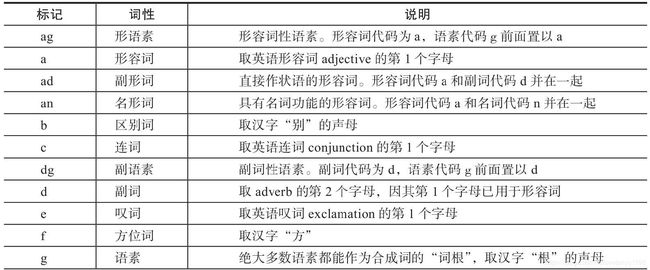 标记 词性 说明
ag 形语素 形容词性语素。形容词代码为 a，语素代码 g 前面置以 a
a 形容词 取英语形容词 adjective 的第 1 个字母
ad 副形词 直接作状语的形容词。形容词代码 a 和副词代码 d 并在一起
an 名形词 具有名词功能的形容词。形容词代码 a 和名词代码 n 并在一起
b 区别词 取汉字“别”的声母
c 连词 取英语连词 conjunction 的第 1 个字母
dg 副语素 副词性语素。副词代码为 d，语素代码 g 前面置以 d
d 副词 取 adverb 的第 2 个字母，因其第 1 个字母已用于形容词
e 叹词 取英语叹词 exclamation 的第 1 个字母
f 方位词 取汉字“方”
g 语素 绝大多数语素都能作为合成词的“词根”，取汉字“根”的声母